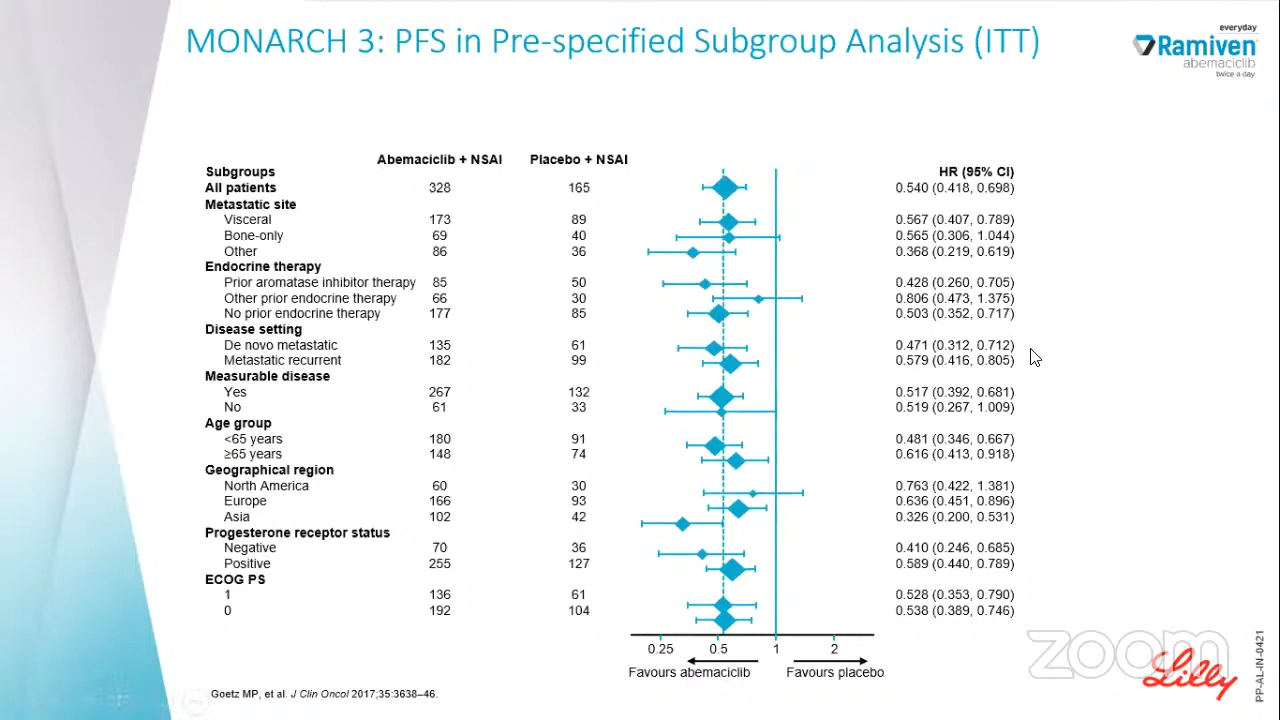 MONARCH 3: PFS in Pre-specified Subgroup Analysis (ITT)
everyday
Ramiven
abemaciclib
twice a day
Abemaciclib + NSAI Placebo + NSAI
Subgroups HR (95% CI)
All patients 328 165 0.540 (0.418, 0.698)
Metastatic site
Visceral 173 89 0.567 (0.407, 0.789)
Bone-only 69 40 0.565 (0.306, 1.044)
Other 86 36 0.368 (0.219, 0.619)
Endocrine therapy
Prior aromatase inhibitor therapy 85 50 0.428 (0.260, 0.705)
Other prior endocrine therapy 66 30 0.806 (0.473, 1.375)
No prior endocrine therapy 177 85 0.503 (0.352, 0.717)
Disease setting
De novo metastatic 135 61 0.471 (0.312, 0.712)
Metastatic recurrent 182 99 0.579 (0.416, 0.805)
Measurable disease
Yes 267 132 0.517 (0.392, 0.681)
No 61 33 0.519 (0.267, 1.009)
Age group
<65 years 180 91 0.481 (0.346, 0.667)
≥65 years 148 74 0.616 (0.413, 0.918)
Geographical region
North America 60 30 0.763 (0.422, 1.381)
Europe 166 93 0.636 (0.451, 0.896)
Asia 102 42 0.326 (0.200, 0.531)
Progesterone receptor status
Negative 70 36 0.410 (0.246, 0.685)
Positive 255 127 0.589 (0.440, 0.789)
ECOG PS
1 136 61 0.528 (0.353, 0.790)
0 192 104 0.538 (0.389, 0.746)
0.25 0.5 1 2
Favours abemaciclib Favours placebo
Goetz MP, et al. J Clin Oncol 2017;35:3638–46.
zoom
Lilly
PP-AL-IN-0421